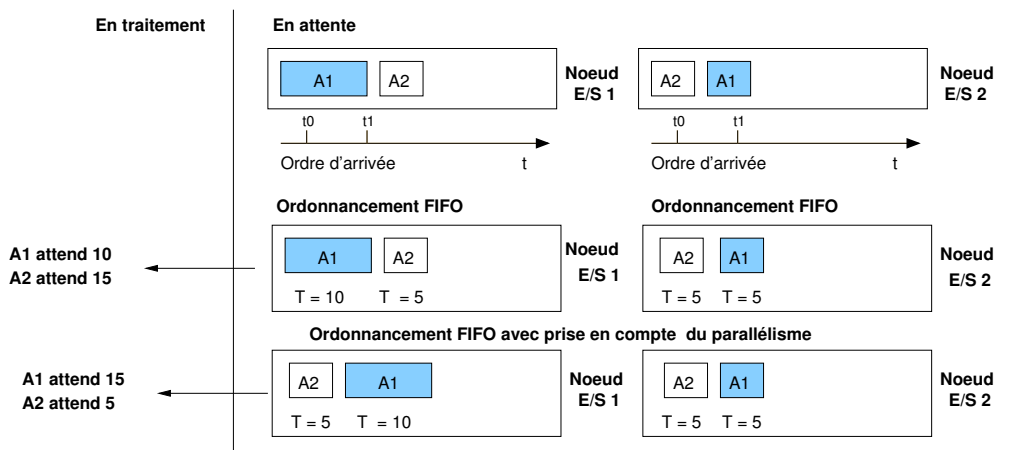 En traitement
En attente
A1 A2
Noeud
E/S 1
A2 A1
Noeud
E/S 2
t0 t1
Ordre d'arrivée t
t0 t1
Ordre d'arrivée t
Ordonnancement FIFO
Ordonnancement FIFO
A1 attend 10
A2 attend 15
A1 A2
T = 10 T = 5
Noeud
E/S 1
A2 A1
T = 5 T = 5
Noeud
E/S 2
Ordonnancement FIFO avec prise en compte du parallélisme
A1 attend 15
A2 attend 5
A2 A1
T = 5 T = 10
Noeud
E/S 1
A2 A1
T = 5 T = 5
Noeud
E/S 2